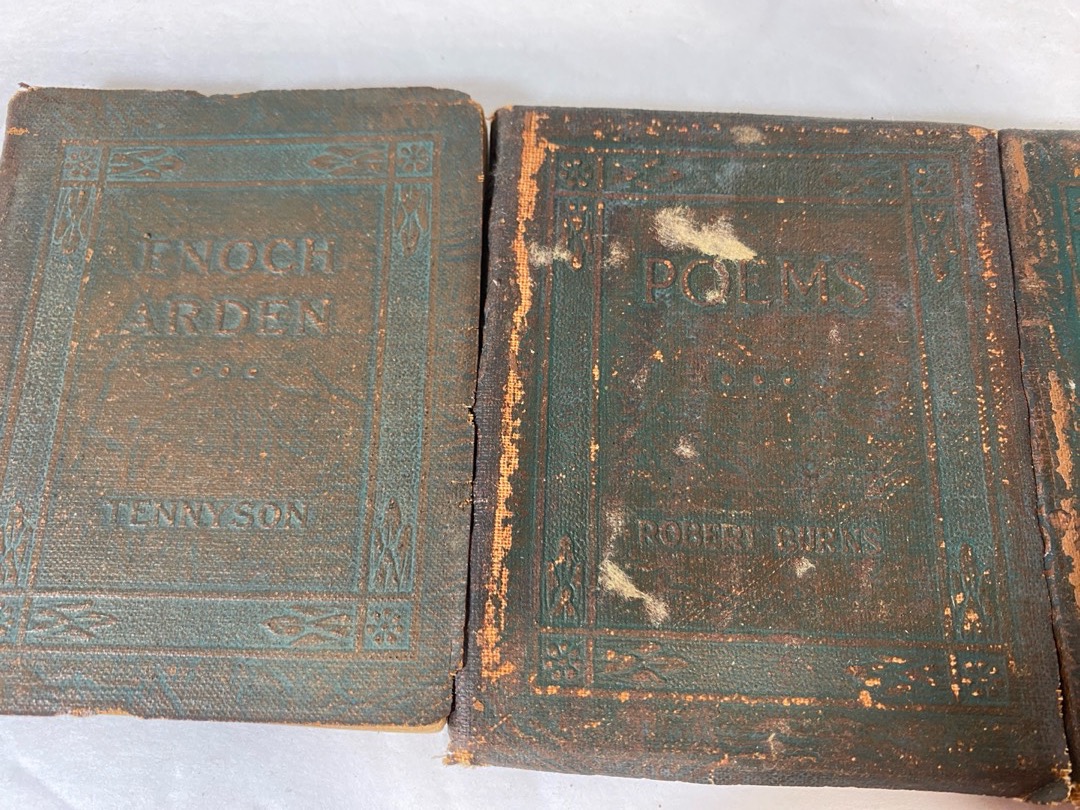 ENOCH
ARDEN
TENNYSON
POEMS
ROBERT BURNS